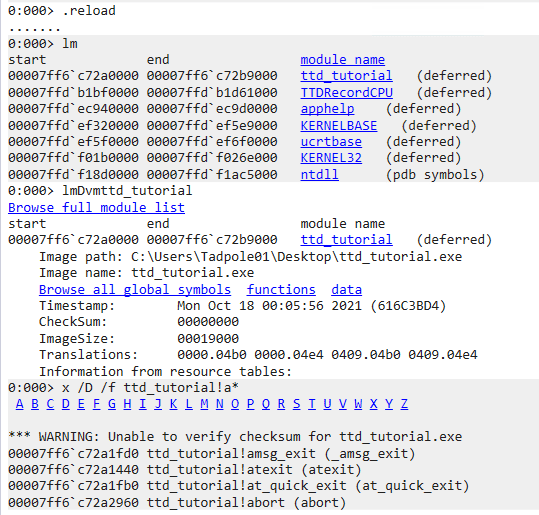 0:000> .reload
.......
0:000> lm
start             end                 module name
00007ff6`c72a0000 00007ff6`c72b9000   ttd_tutorial   (deferred)
00007ffd`b1bf0000 00007ffd`b1d61000   TTDRecordCPU   (deferred)
00007ffd`ec940000 00007ffd`ec9d0000   apphelp    (deferred)
00007ffd`ef320000 00007ffd`ef5e9000   KERNELBASE   (deferred)
00007ffd`ef5f0000 00007ffd`ef6f0000   ucrtbase   (deferred)
00007ffd`f01b0000 00007ffd`f026e000   KERNEL32   (deferred)
00007ffd`f18d0000 00007ffd`f1ac5000   ntdll      (pdb symbols)
0:000> lmDvmttd_tutorial
Browse full module list
start             end                 module name
00007ff6`c72a0000 00007ff6`c72b9000   ttd_tutorial   (deferred)
Image path: C:\Users\Tadpole01\Desktop\ttd_tutorial.exe
Image name: ttd_tutorial.exe
Browse all global symbols  functions  data
Timestamp:        Mon Oct 18 00:05:56 2021 (616C3BD4)
CheckSum:         00000000
ImageSize:        00019000
Translations:     0000.04b0 0000.04e4 0409.04b0 0409.04e4
Information from resource tables:
0:000> x /D /f ttd_tutorial!a*
A B C D E F G H I J K L M N O P Q R S T U V W X Y Z
*** WARNING: Unable to verify checksum for ttd_tutorial.exe
00007ff6`c72a1fd0 ttd_tutorial!amsg_exit (_amsg_exit)
00007ff6`c72a1440 ttd_tutorial!atexit (atexit)
00007ff6`c72a1fb0 ttd_tutorial!at_quick_exit (at_quick_exit)
00007ff6`c72a2960 ttd_tutorial!abort (abort)